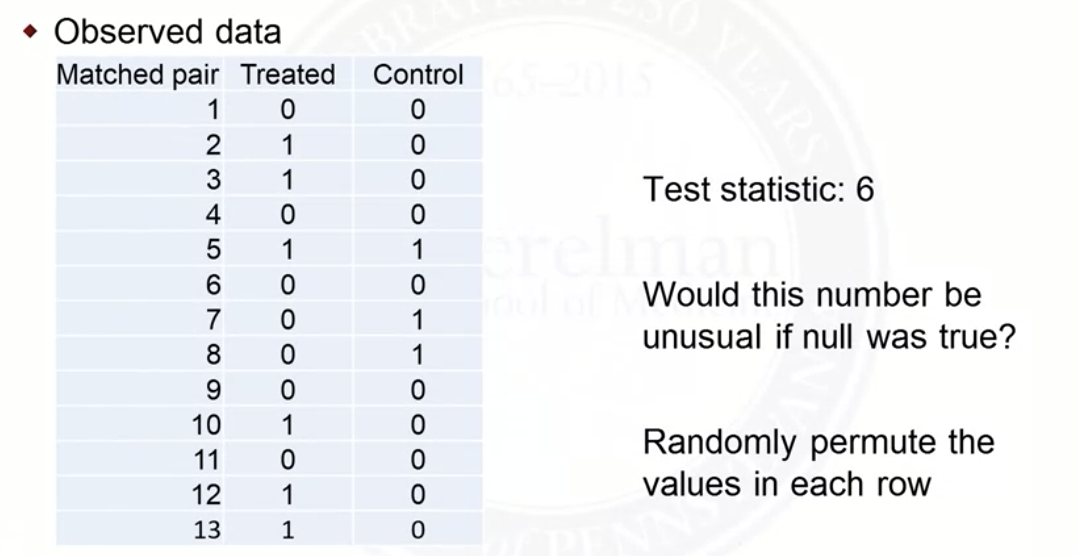 Observed data
Matched pair Treated Control
1 0 0
2 1 0
3 1 0
4 0 0
5 1 1
6 0 0
7 0 1
8 0 1
9 0 0
10 1 0
11 0 0
12 1 0
13 1 0
Test statistic: 6
Would this number be
unusual if null was true?
Randomly permute the
values in each row
65–2015
YEARS